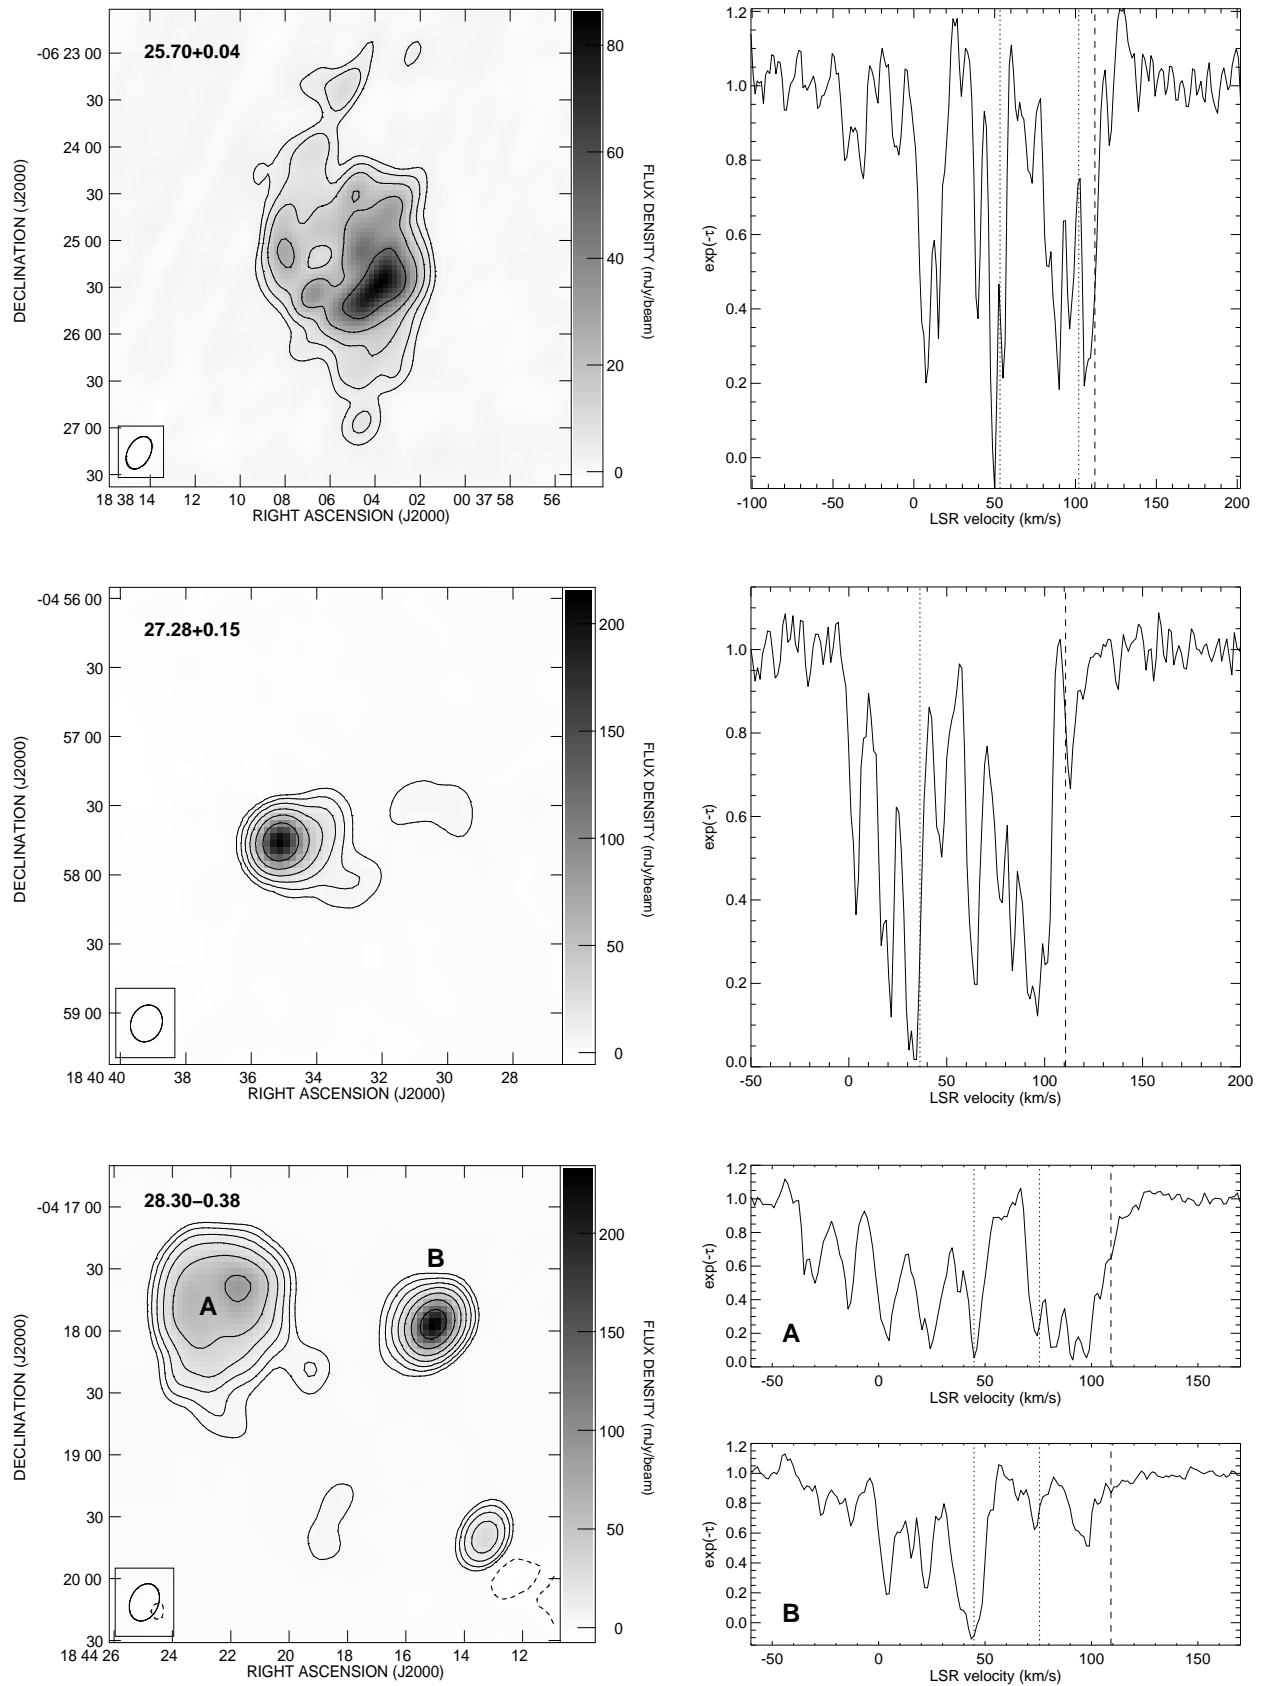 25.70+0.04
-06 23 00
30
24 00
30
25 00
30
26 00
30
27 00
30
DECLINATION (J2000)
18 38 14 12 10 08 06 04 02 00 37 58 56
RIGHT ASCENSION (J2000)
80
60
40
20
0
FLUX DENSITY (mJy/beam)
1.2
1.0
0.8
0.6
0.4
0.2
0.0
exp(-τ)
-100 -50 0 50 100 150 200
LSR velocity (km/s)
27.28+0.15
-04 56 00
30
57 00
30
58 00
30
59 00
DECLINATION (J2000)
18 40 40 38 36 34 32 30 28
RIGHT ASCENSION (J2000)
200
150
100
50
0
FLUX DENSITY (mJy/beam)
1.0
0.8
0.6
0.4
0.2
0.0
exp(-τ)
-50 0 50 100 150 200
LSR velocity (km/s)
28.30−0.38
A
B
-04 17 00
30
18 00
30
19 00
30
20 00
30
DECLINATION (J2000)
18 44 26 24 22 20 18 16 14 12
RIGHT ASCENSION (J2000)
200
150
100
50
0
FLUX DENSITY (mJy/beam)
1.2
1.0
0.8
0.6
0.4
0.2
0.0
exp(-τ)
A
-50 0 50 100 150
LSR velocity (km/s)
1.2
1.0
0.8
0.6
0.4
0.2
0.0
exp(-τ)
B
-50 0 50 100 150
LSR velocity (km/s)